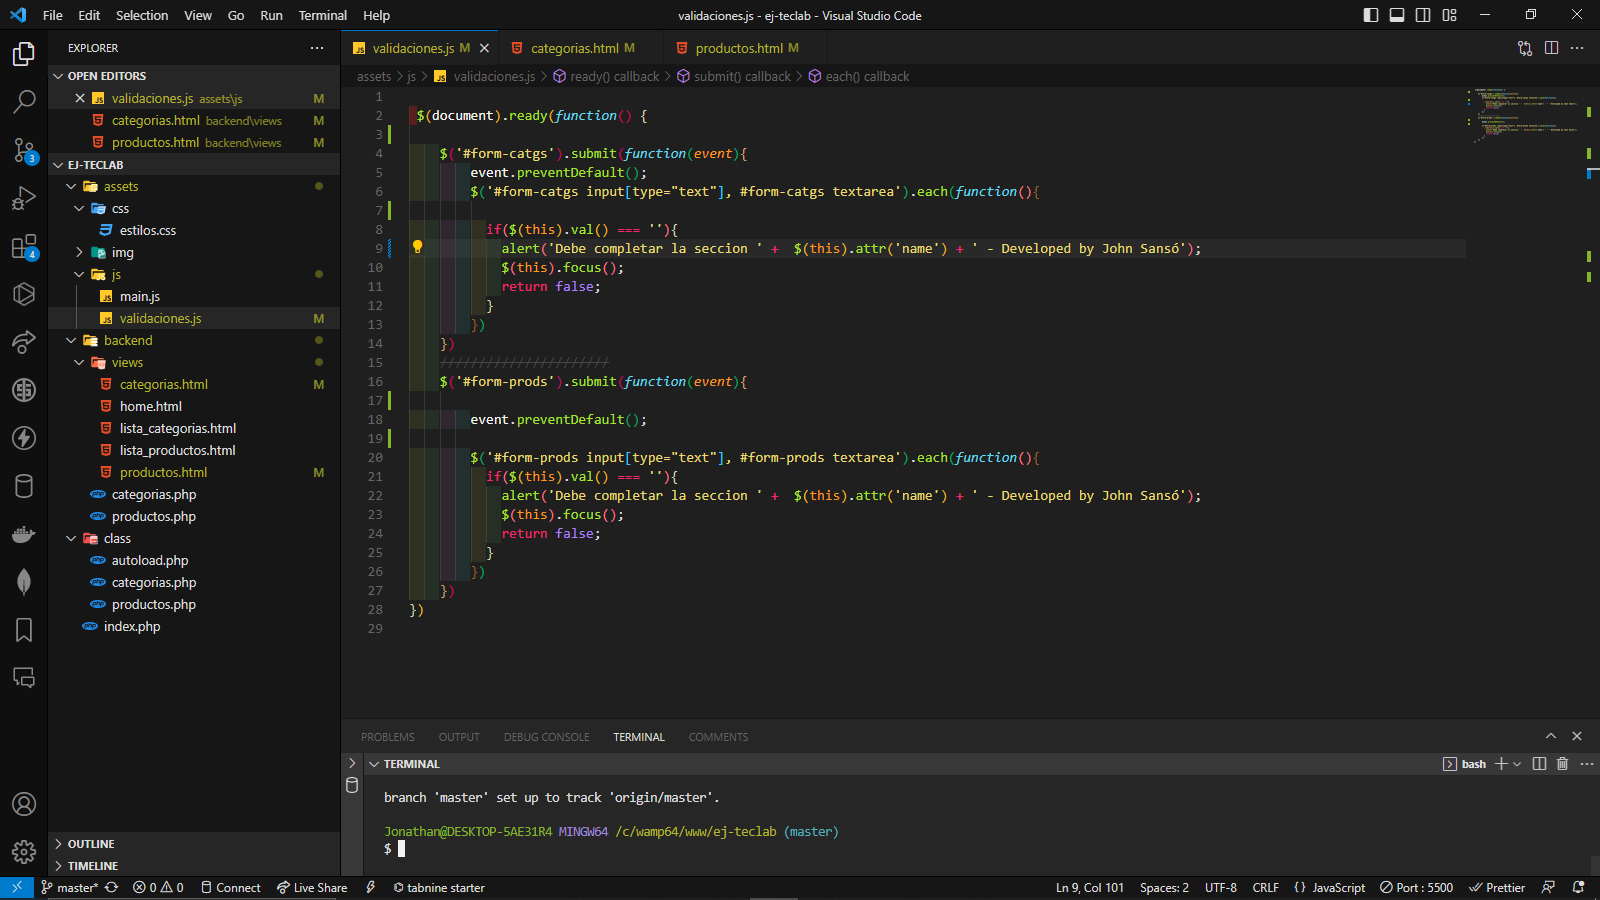 File Edit Selection View Go Run Terminal Help
validaciones.js - ej-teclab - Visual Studio Code
EXPLORER
OPEN EDITORS
validaciones.js assets\js M
categorias.html backend\views M
productos.html backend\views M
EJ-TECLAB
assets
css
estilos.css
img
js
main.js
validaciones.js M
backend
views
categorias.html M
home.html
lista_categorias.html
lista_productos.html
productos.html M
categorias.php
productos.php
class
autoload.php
categorias.php
productos.php
index.php
OUTLINE
TIMELINE
3
4
validaciones.js M categorias.html M productos.html M
assets > js > validaciones.js > ready() callback > submit() callback > each() callback
1
2 $(document).ready(function() {
3
4 $('#form-catgs').submit(function(event){
5 event.preventDefault();
6 $('#form-catgs input[type="text"], #form-catgs textarea').each(function(){
7
8 if($(this).val() === ''){
9 alert('Debe completar la seccion ' +  $(this).attr('name') + ' - Developed by John Sansó');
10 $(this).focus();
11 return false;
12 }
13 })
14 })
15 //////////////////////
16 $('#form-prods').submit(function(event){
17
18 event.preventDefault();
19
20 $('#form-prods input[type="text"], #form-prods textarea').each(function(){
21 if($(this).val() === ''){
22 alert('Debe completar la seccion ' +  $(this).attr('name') + ' - Developed by John Sansó');
23 $(this).focus();
24 return false;
25 }
26 })
27 })
28 })
29
PROBLEMS OUTPUT DEBUG CONSOLE TERMINAL COMMENTS
TERMINAL
bash
branch 'master' set up to track 'origin/master'.
Jonathan@DESKTOP-5AE31R4 MINGW64 /c/wamp64/www/ej-teclab (master)
$
master* 0 0 Connect Live Share tabnine starter
Ln 9, Col 101 Spaces: 2 UTF-8 CRLF {} JavaScript Port : 5500 Prettier